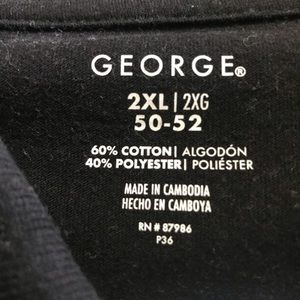 GEORGE®
2XL | 2XG
50-52
60% COTTON | ALGODÓN
40% POLYESTER | POLIÉSTER
MADE IN CAMBODIA
HECHO EN CAMBOYA
RN # 87986
P36